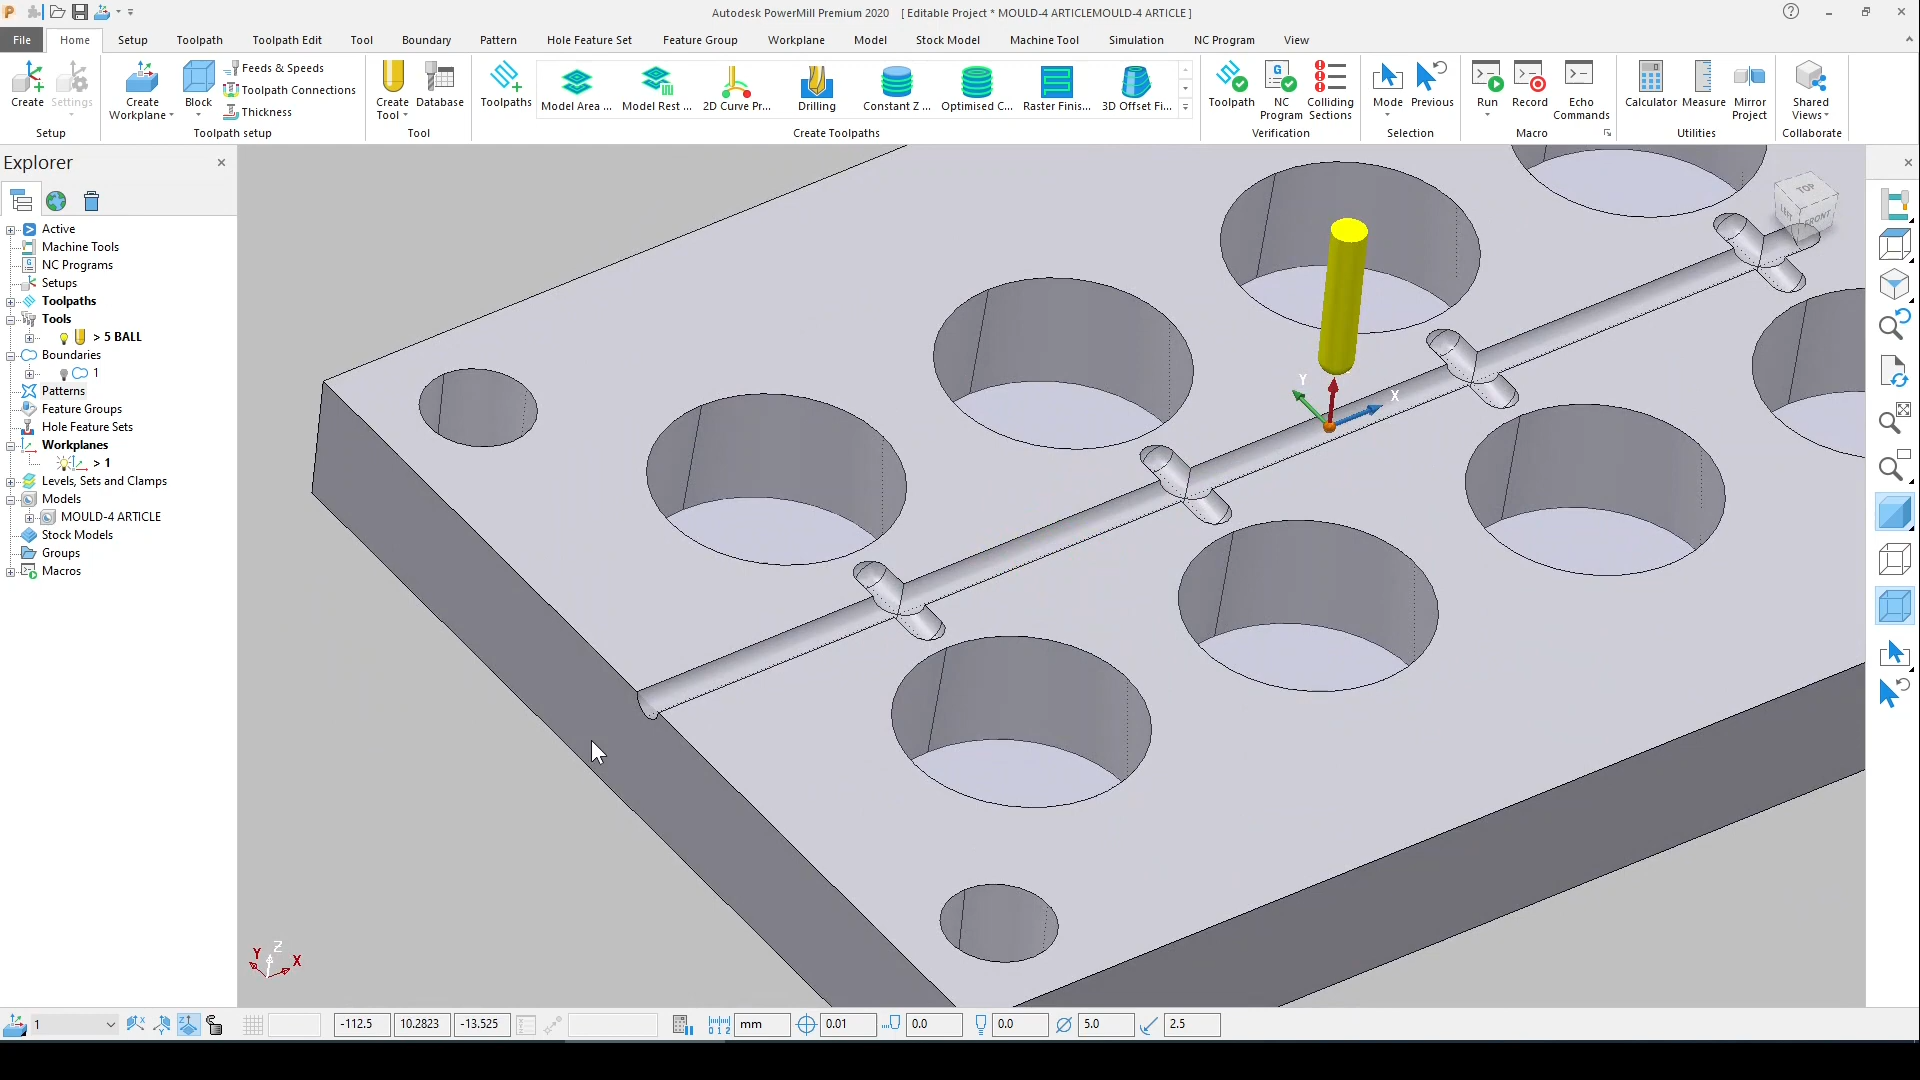 Autodesk PowerMill Premium 2020 [ Editable Project * MOULD-4 ARTICLEMOULD-4 ARTICLE ]
File Home Setup Toolpath Toolpath Edit Tool Boundary Pattern Hole Feature Set Feature Group Workplane Model Stock Model Machine Tool Simulation NC Program View
Create Settings Create Workplane Block Feeds & Speeds Toolpath Connections Thickness Create Tool Database Toolpaths Model Area ... Model Rest ... 2D Curve Pr... Drilling Constant Z ... Optimised C... Raster Finis... 3D Offset Fi... Toolpath NC Program Colliding Sections Mode Previous Run Record Echo Commands Calculator Measure Mirror Project Shared Views
Setup Toolpath setup Tool Create Toolpaths Verification Selection Macro Utilities Collaborate
Explorer
Active
Machine Tools
NC Programs
Setups
Toolpaths
Tools
> 5 BALL
Boundaries
1
Patterns
Feature Groups
Hole Feature Sets
Workplanes
> 1
Levels, Sets and Clamps
Models
MOULD-4 ARTICLE
Stock Models
Groups
Macros
TOP
LEFT FRONT
Y X
Y Z X
1 -112.5 10.2823 -13.525 mm 0.01 0.0 0.0 5.0 2.5